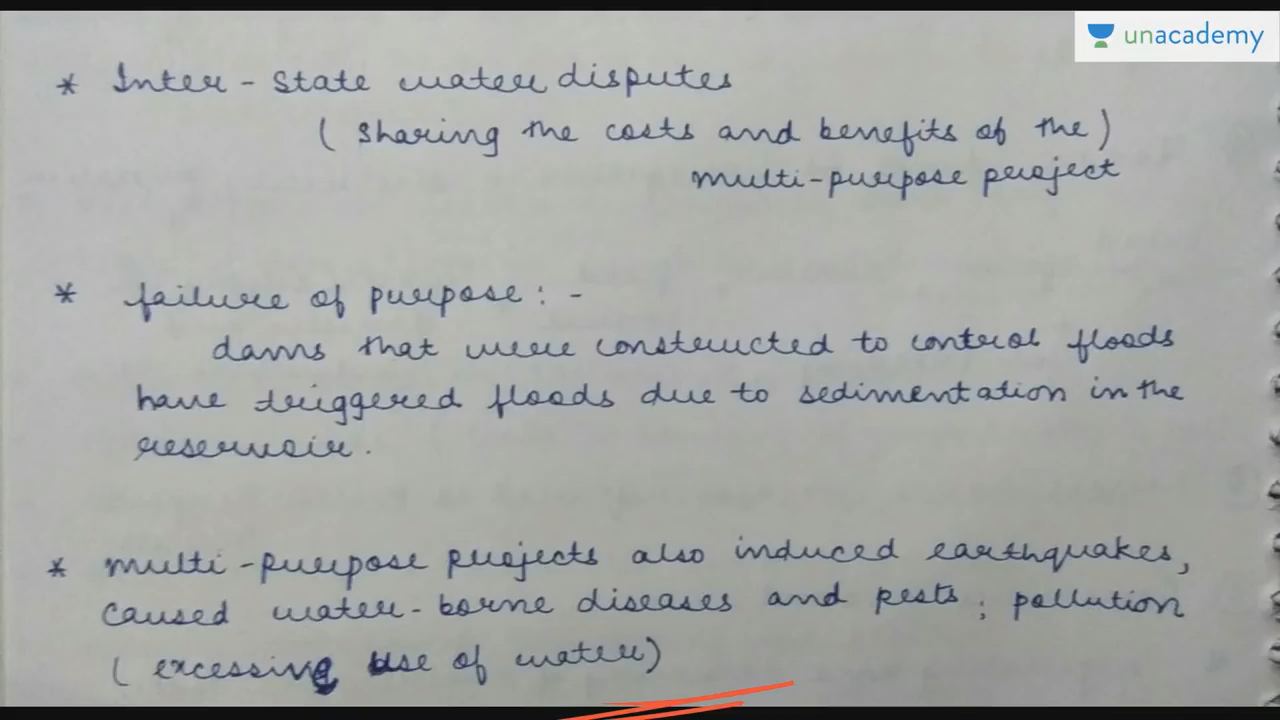 unacademy
* Inter - State water disputes
( Sharing the costs and benefits of the )
multi-purpose project
* failure of purpose : -
dams that were constructed to control floods
have triggered floods due to sedimentation in the
reservoir.
* multi-purpose projects also induced earthquakes,
caused water-borne diseases and pests, pollution
( excessing use of water)